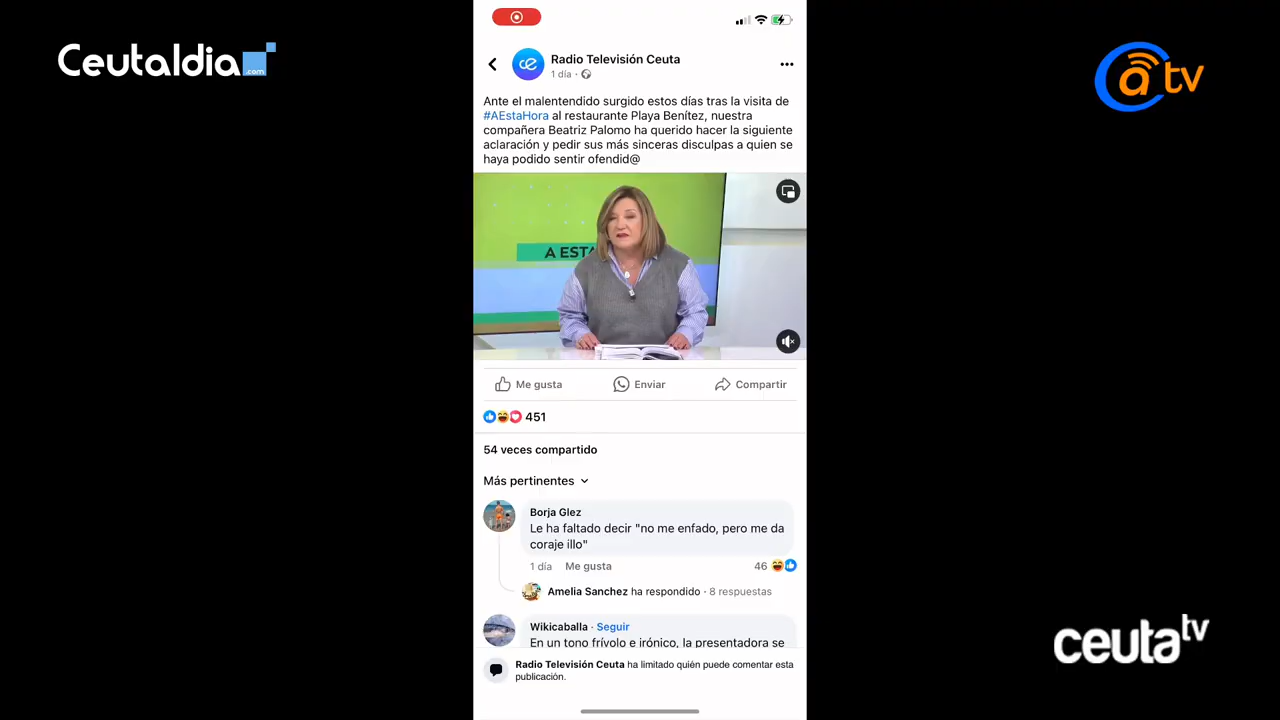 Ceutaldia.com
atv
Radio Televisión Ceuta
1 día ·
Ante el malentendido surgido estos días tras la visita de
#AEstaHora al restaurante Playa Benítez, nuestra
compañera Beatriz Palomo ha querido hacer la siguiente
aclaración y pedir sus más sinceras disculpas a quien se
haya podido sentir ofendid@
A ESTA
Me gusta
Enviar
Compartir
451
54 veces compartido
Más pertinentes
Borja Glez
Le ha faltado decir "no me enfado, pero me da
coraje illo"
1 día Me gusta 46
Amelia Sanchez ha respondido · 8 respuestas
Wikicaballa · Seguir
En un tono frívolo e irónico, la presentadora se
Radio Televisión Ceuta ha limitado quién puede comentar esta
publicación.
ceutatv